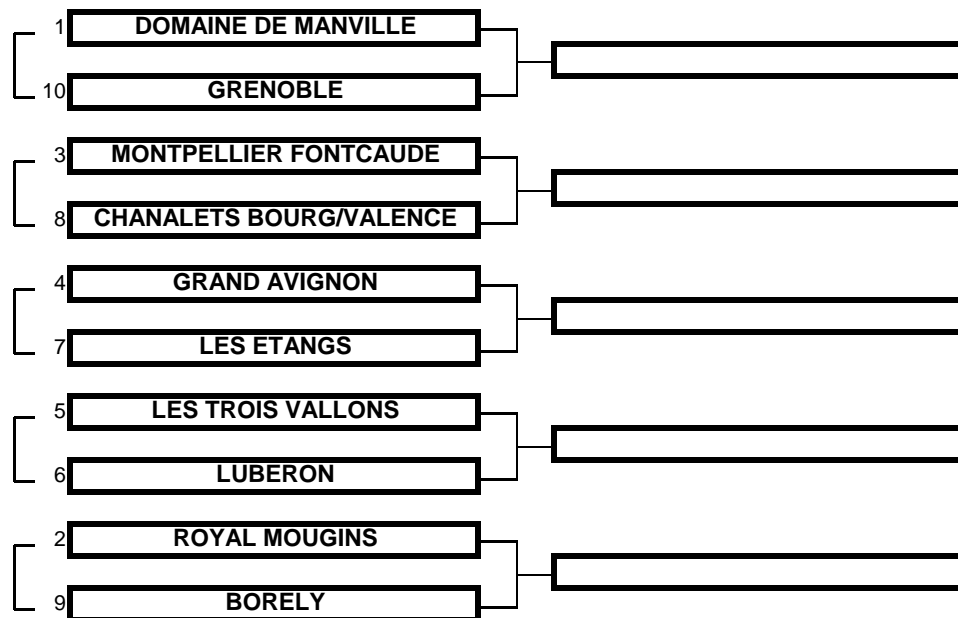 1 DOMAINE DE MANVILLE
10 GRENOBLE
3 MONTPELLIER FONTCAUDE
8 CHANALETS BOURG/VALENCE
4 GRAND AVIGNON
7 LES ETANGS
5 LES TROIS VALLONS
6 LUBERON
2 ROYAL MOUGINS
9 BORELY